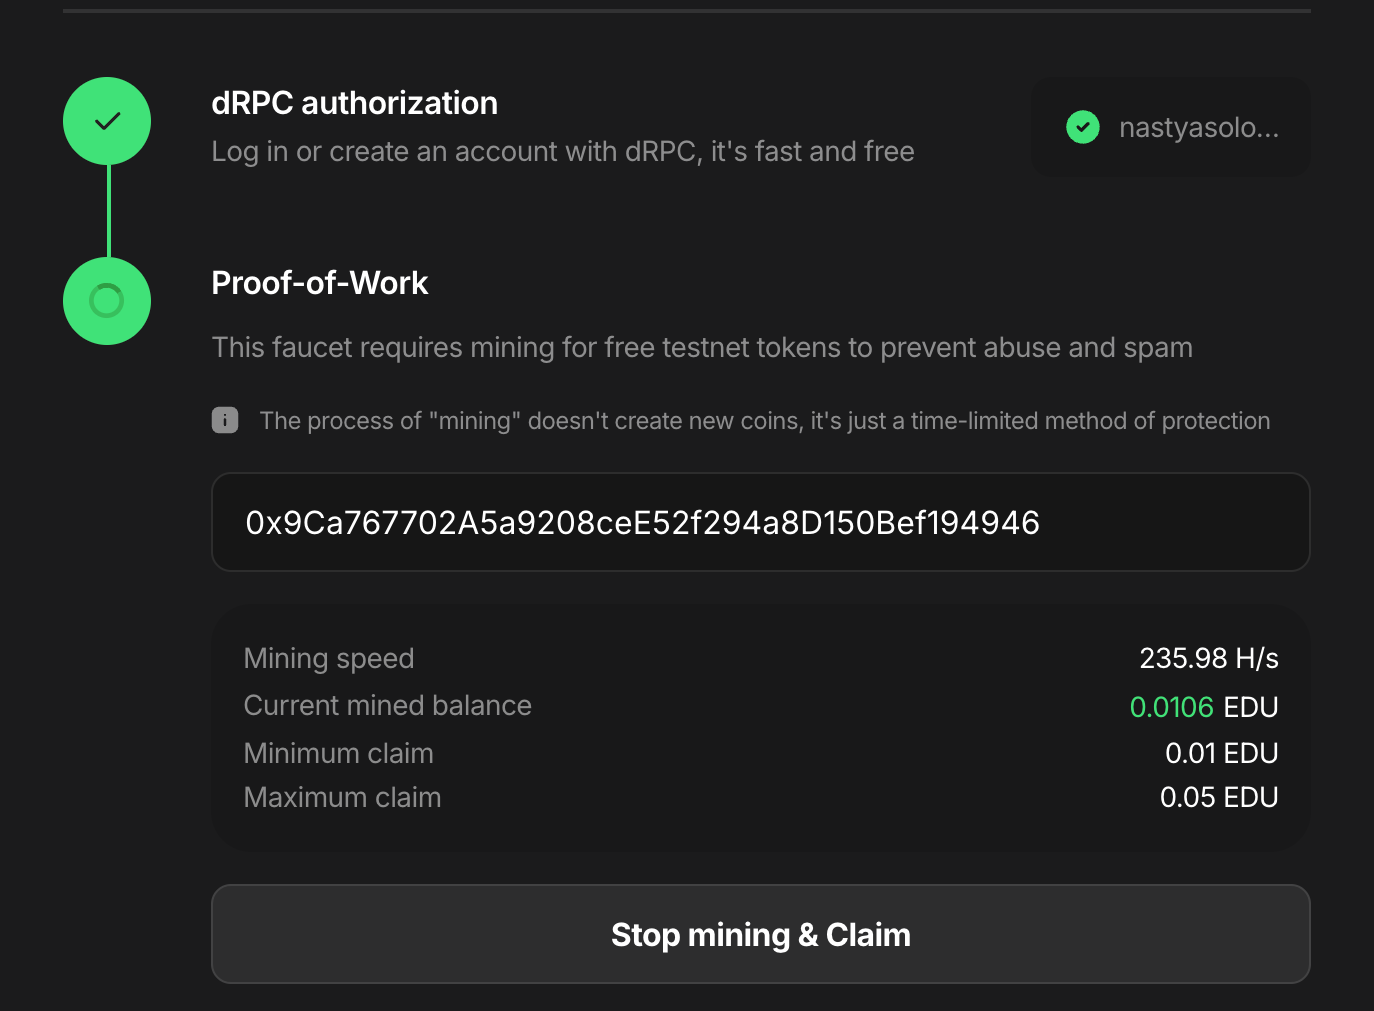 dRPC authorization
Log in or create an account with dRPC, it's fast and free
nastyasolo...
Proof-of-Work
This faucet requires mining for free testnet tokens to prevent abuse and spam
The process of "mining" doesn't create new coins, it's just a time-limited method of protection
0x9Ca767702A5a9208ceE52f294a8D150Bef194946
Mining speed 235.98 H/s
Current mined balance 0.0106 EDU
Minimum claim 0.01 EDU
Maximum claim 0.05 EDU
Stop mining & Claim